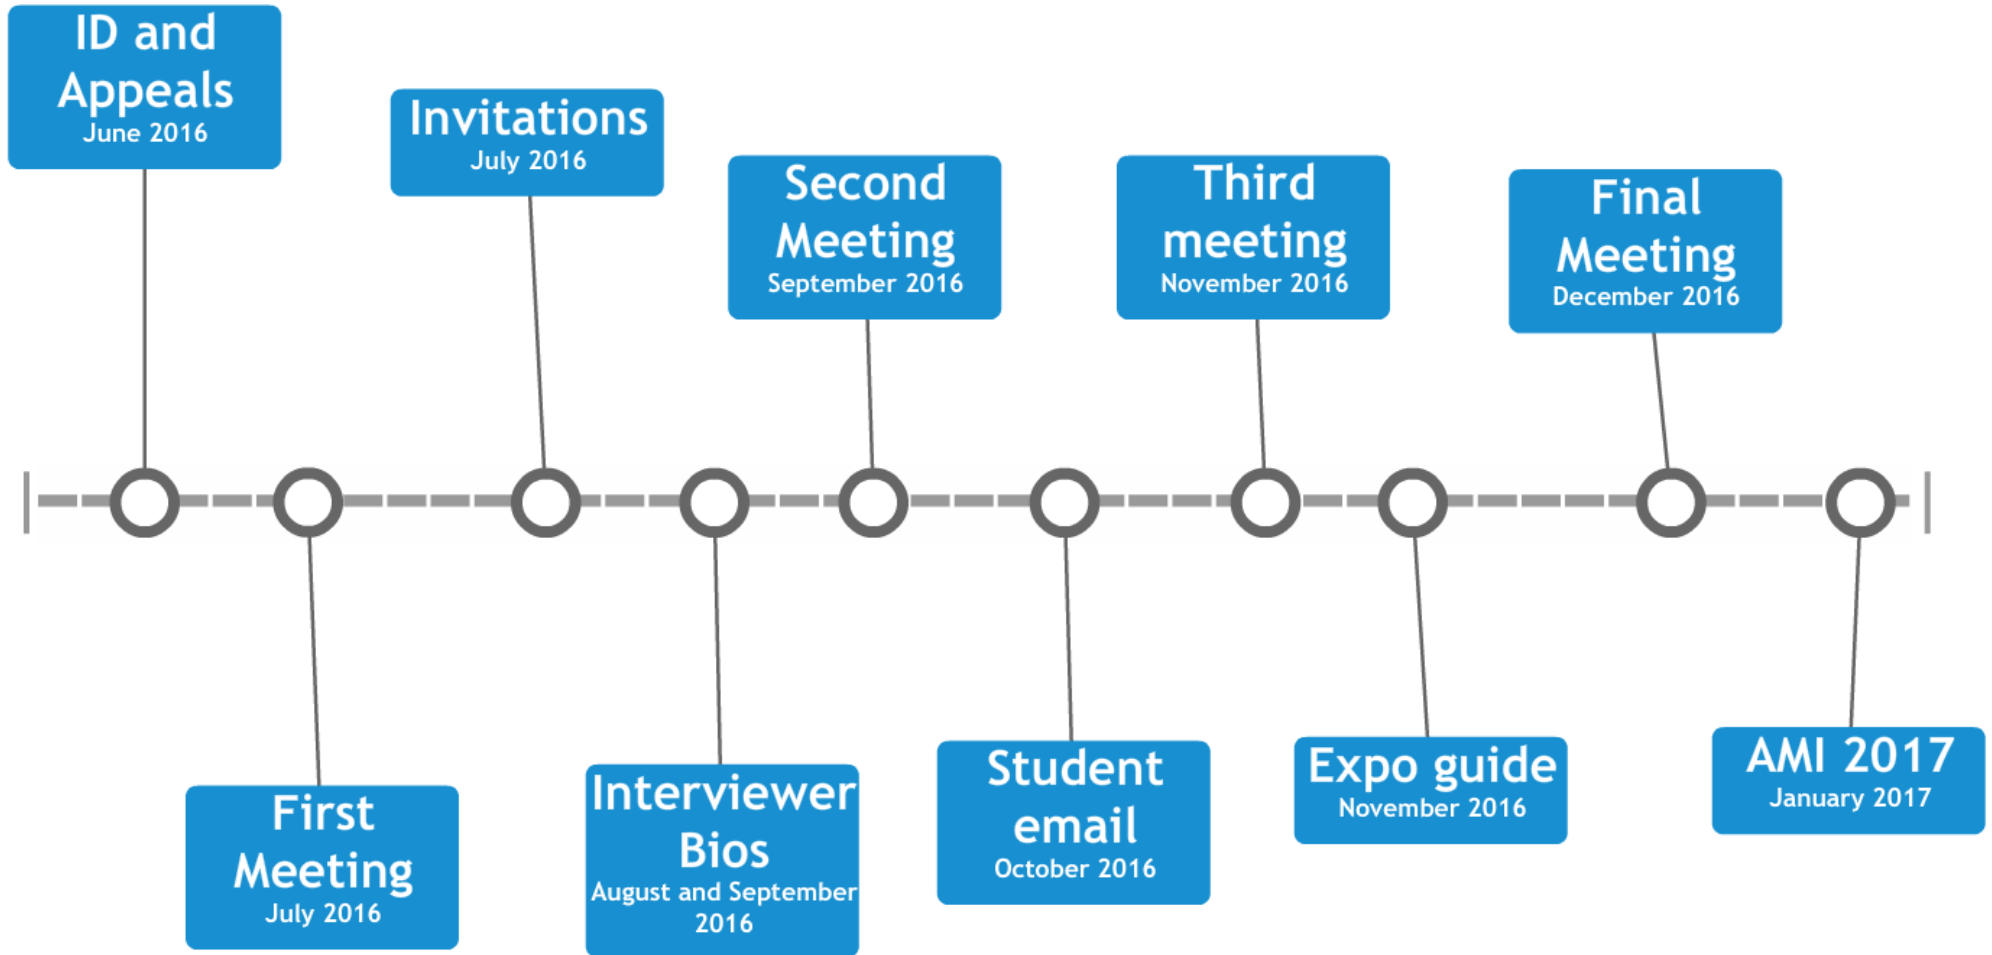 ID and
Appeals
June 2016
Invitations
July 2016
Second
Meeting
September 2016
Third
meeting
November 2016
Final
Meeting
December 2016
First
Meeting
July 2016
Interviewer
Bios
August and September
2016
Student
email
October 2016
Expo guide
November 2016
AMI 2017
January 2017